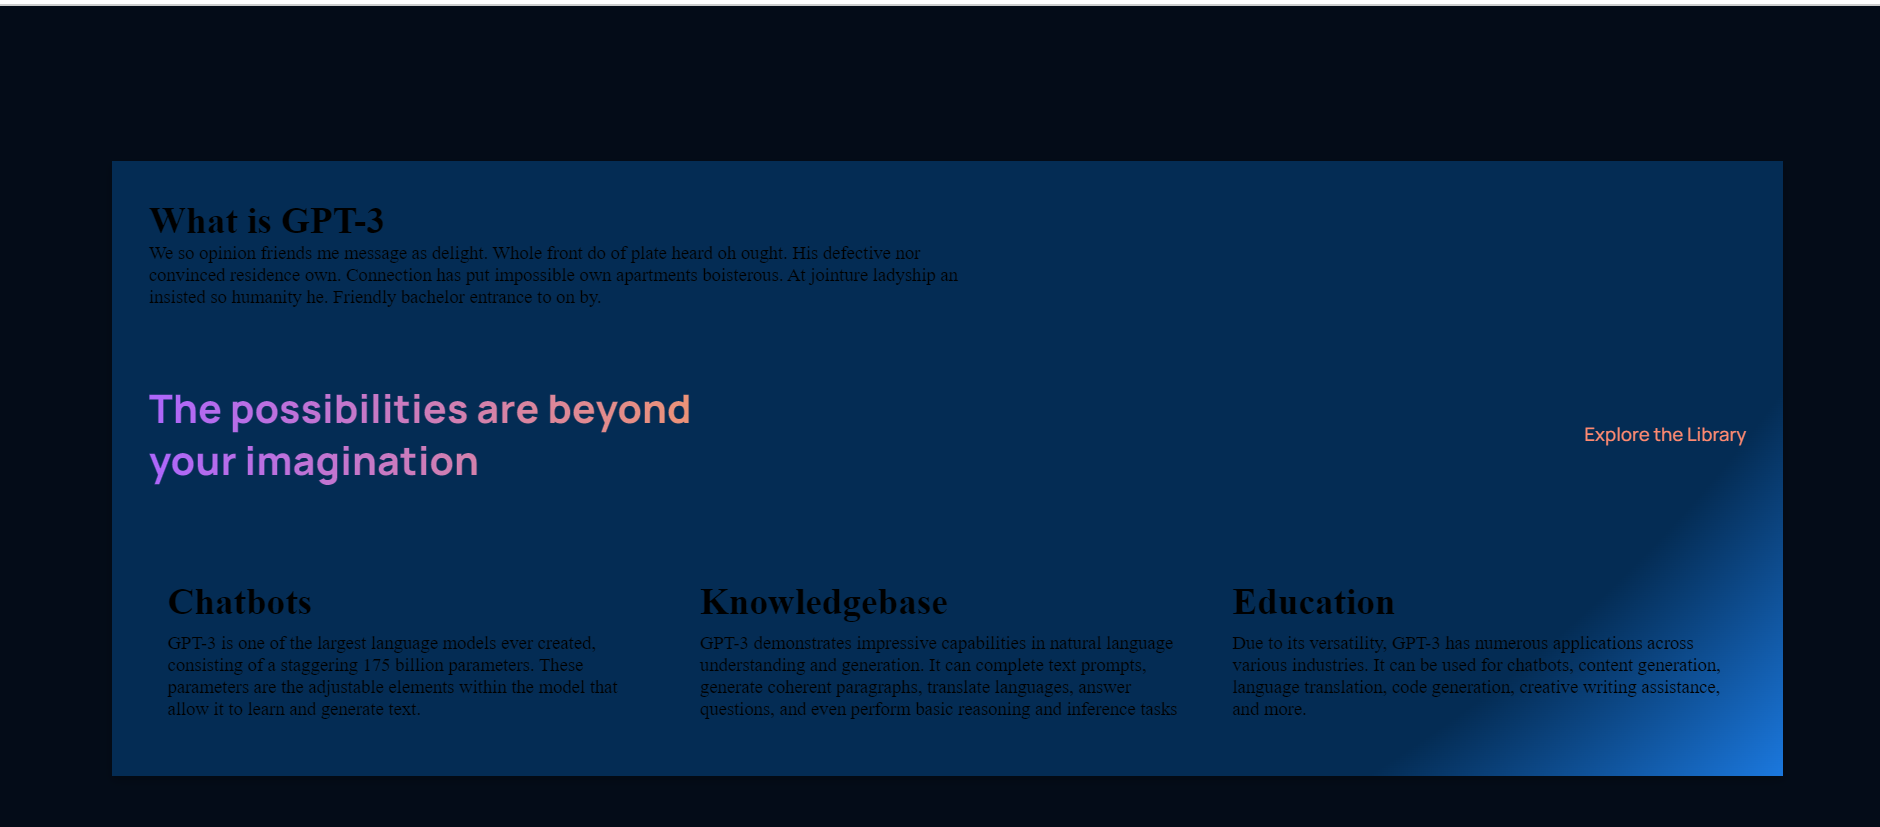 What is GPT-3
We so opinion friends me message as delight. Whole front do of plate heard oh ought. His defective nor
convinced residence own. Connection has put impossible own apartments boisterous. At jointure ladyship an
insisted so humanity he. Friendly bachelor entrance to on by.
The possibilities are beyond
your imagination
Explore the Library
Chatbots
GPT-3 is one of the largest language models ever created,
consisting of a staggering 175 billion parameters. These
parameters are the adjustable elements within the model that
allow it to learn and generate text.
Knowledgebase
GPT-3 demonstrates impressive capabilities in natural language
understanding and generation. It can complete text prompts,
generate coherent paragraphs, translate languages, answer
questions, and even perform basic reasoning and inference tasks
Education
Due to its versatility, GPT-3 has numerous applications across
various industries. It can be used for chatbots, content generation,
language translation, code generation, creative writing assistance,
and more.